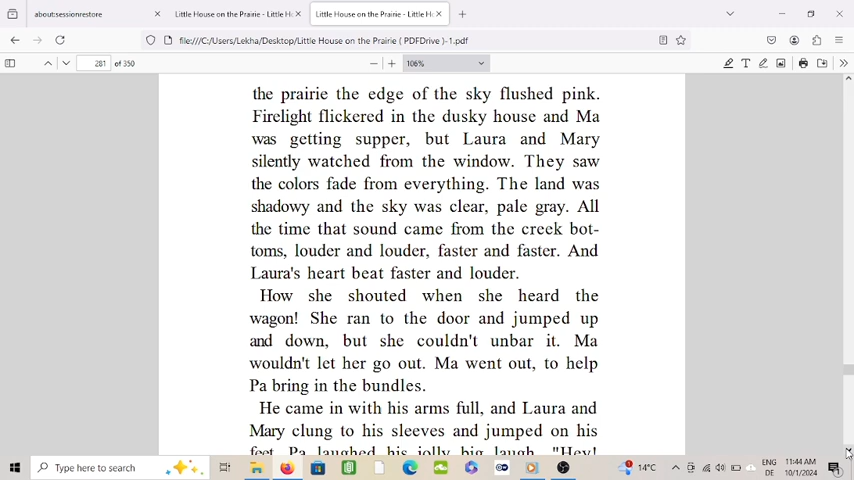 about:sessionrestore
Little House on the Prairie - Little H
Little House on the Prairie - Little H
file:///C:/Users/Lekha/Desktop/Little House on the Prairie ( PDFDrive )-1.pdf
281 of 350
106%
the prairie the edge of the sky flushed pink.
Firelight flickered in the dusky house and Ma
was getting supper, but Laura and Mary
silently watched from the window. They saw
the colors fade from everything. The land was
shadowy and the sky was clear, pale gray. All
the time that sound came from the creek bot-
toms, louder and louder, faster and faster. And
Laura's heart beat faster and louder.
How she shouted when she heard the
wagon! She ran to the door and jumped up
and down, but she couldn't unbar it. Ma
wouldn't let her go out. Ma went out, to help
Pa bring in the bundles.
He came in with his arms full, and Laura and
Mary clung to his sleeves and jumped on his
feet. Pa laughed his jolly big laugh. "Hey!
Type here to search
14°C
ENG
DE
11:44 AM
10/1/2024